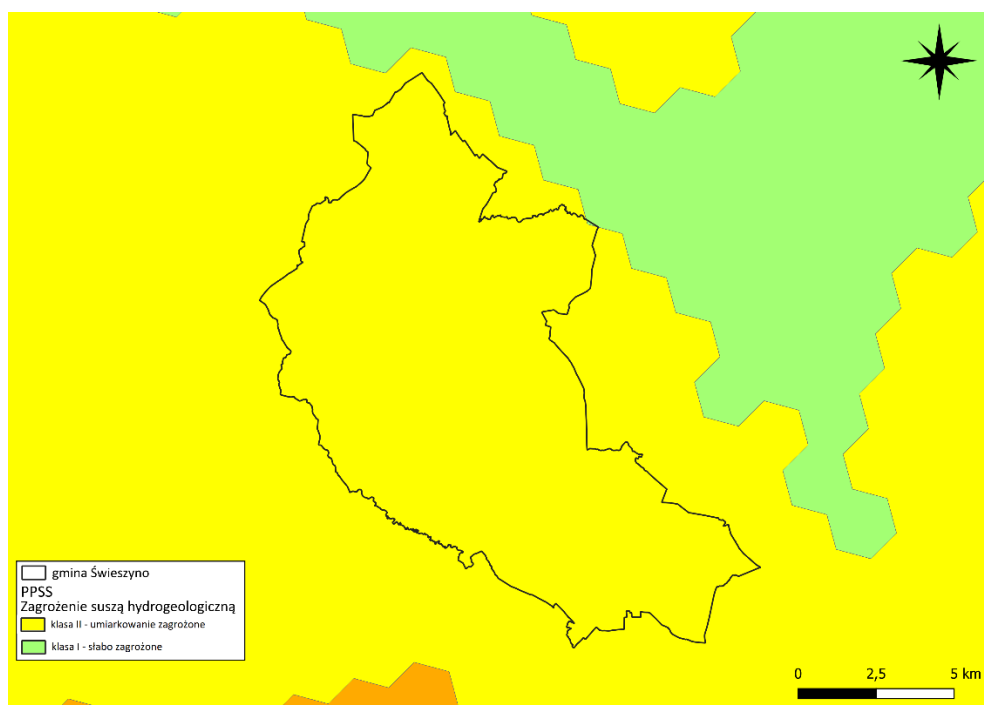 gmina Świeszyno
PPSS
Zagrożenie suszą hydrogeologiczną
klasa II - umiarkowanie zagrożone
klasa I - słabo zagrożone
0 2,5 5 km